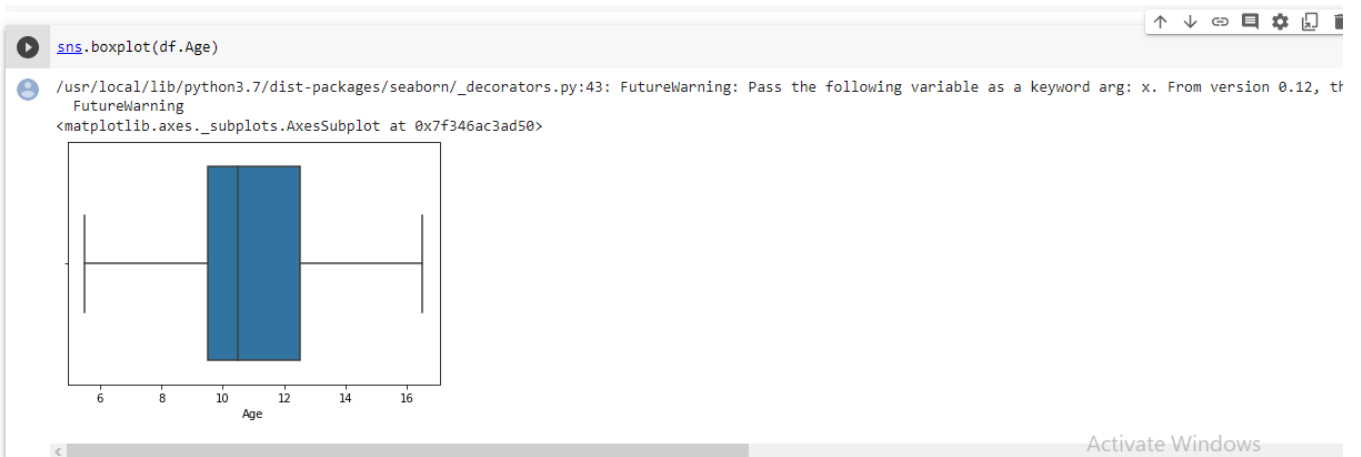 sns.boxplot(df.Age)
/usr/local/lib/python3.7/dist-packages/seaborn/_decorators.py:43: FutureWarning: Pass the following variable as a keyword arg: x. From version 0.12, th
FutureWarning
<matplotlib.axes._subplots.AxesSubplot at 0x7f346ac3ad50>
6 8 10 12 14 16
Age
Activate Windows